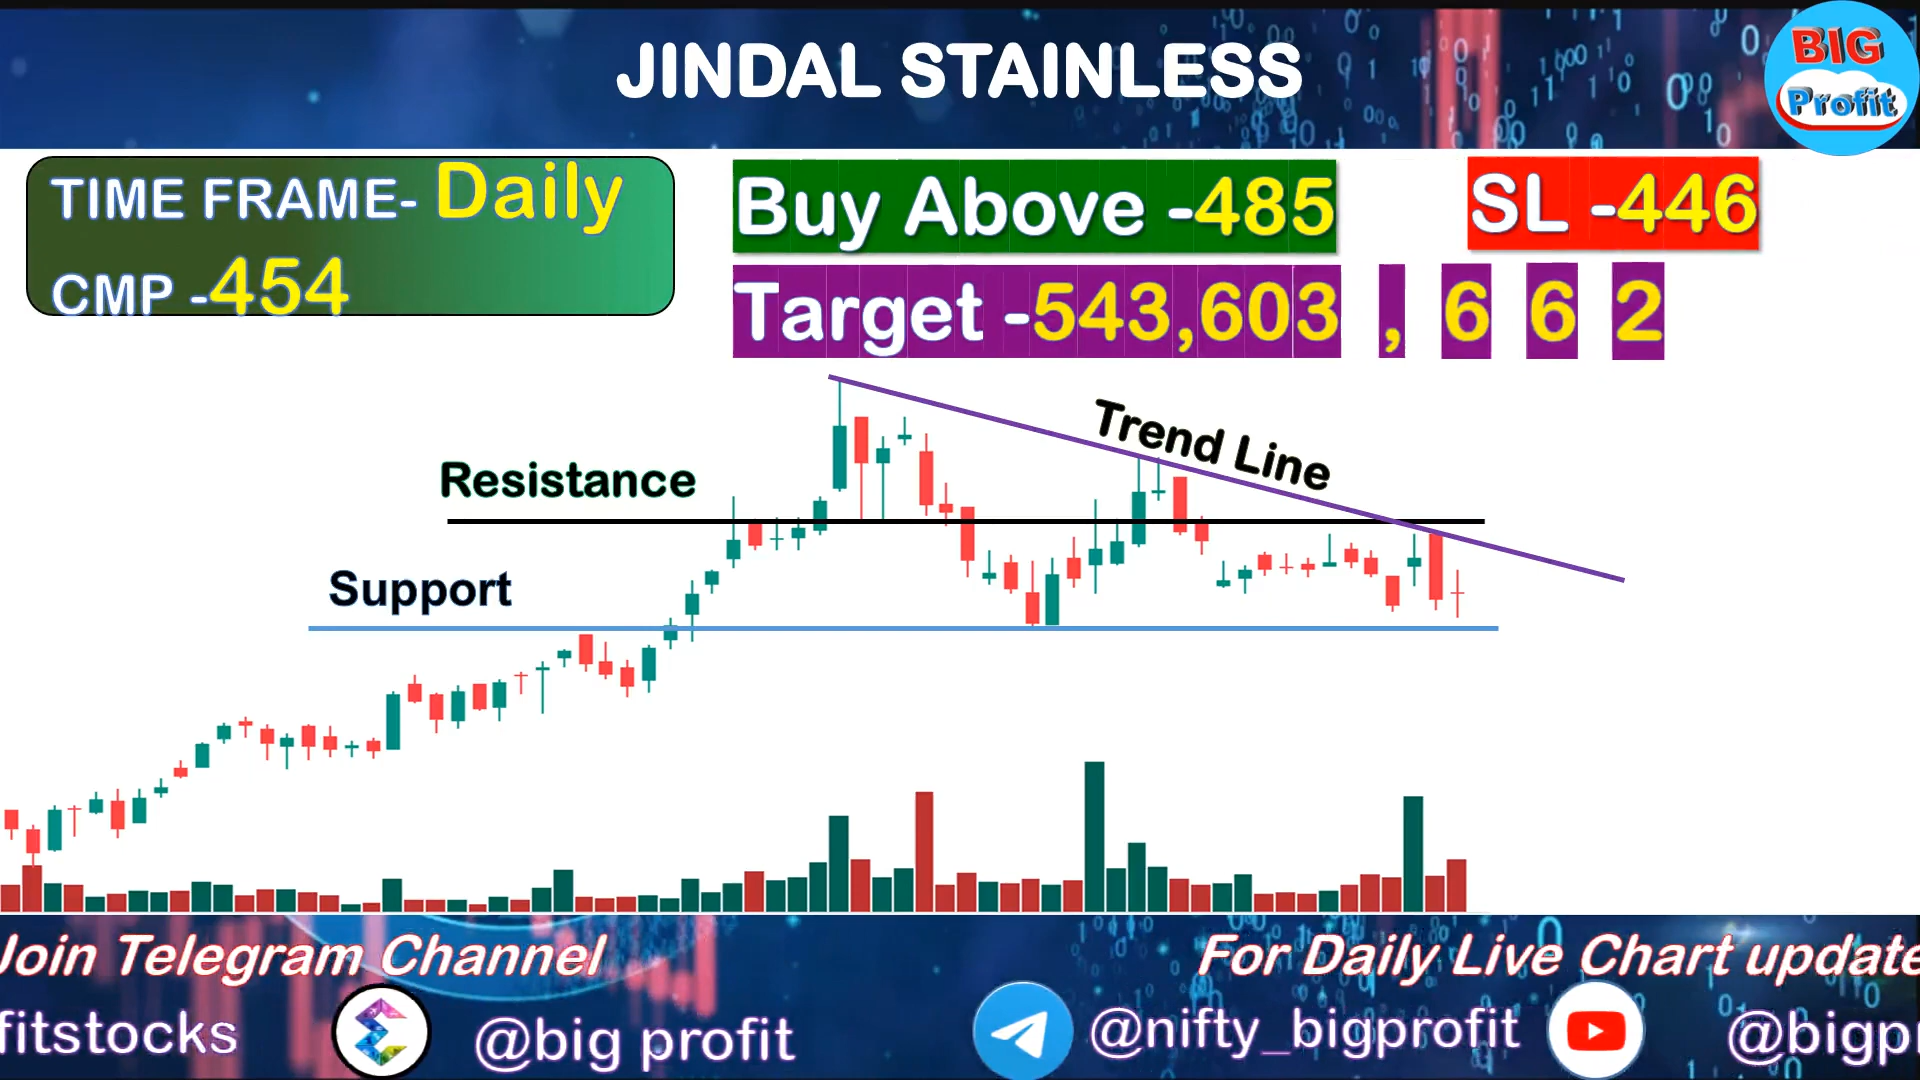 JINDAL STAINLESS
BIG
Profit
TIME FRAME- Daily
CMP -454
Buy Above -485
SL -446
Target -543,603 , 6 6 2
Trend Line
Resistance
Support
Join Telegram Channel
For Daily Live Chart update
fitstocks
@big profit
@nifty_bigprofit
@bigpr